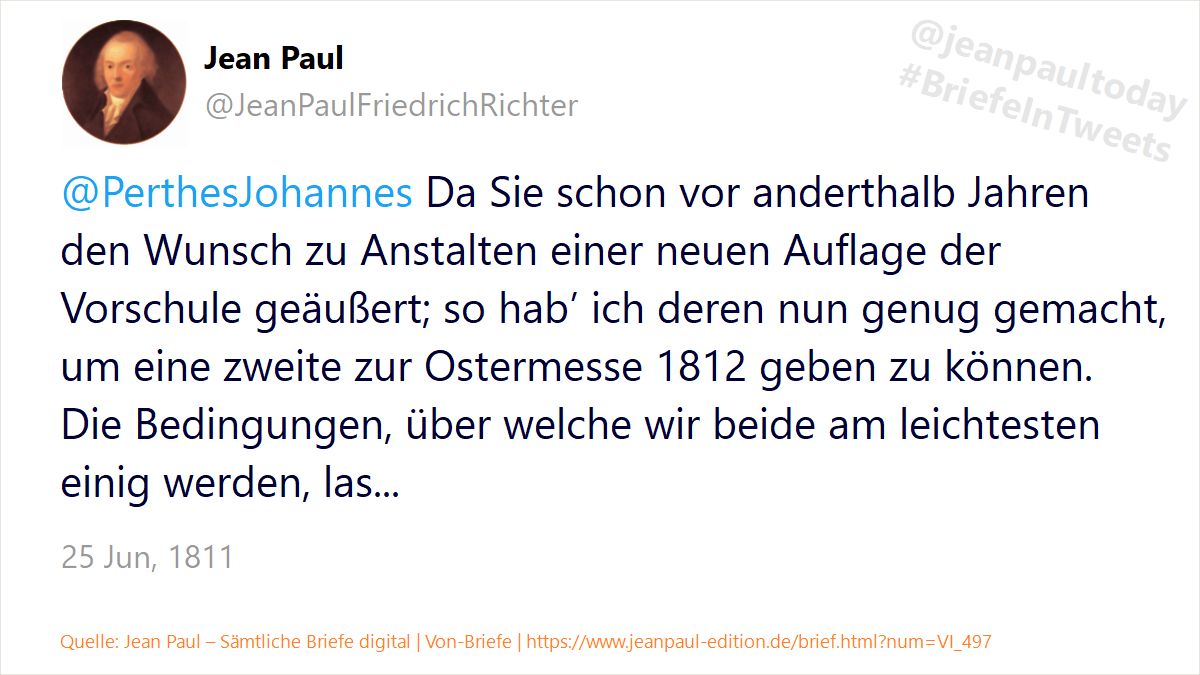 Jean Paul
@JeanPaulFriedrichRichter
@jeanpaultoday
#BriefeInTweets
@PerthesJohannes Da Sie schon vor anderthalb Jahren
den Wunsch zu Anstalten einer neuen Auflage der
Vorschule geäußert; so hab’ ich deren nun genug gemacht,
um eine zweite zur Ostermesse 1812 geben zu können.
Die Bedingungen, über welche wir beide am leichtesten
einig werden, las...
25 Jun, 1811
Quelle: Jean Paul – Sämtliche Briefe digital | Von-Briefe | https://www.jeanpaul-edition.de/brief.html?num=VI_497